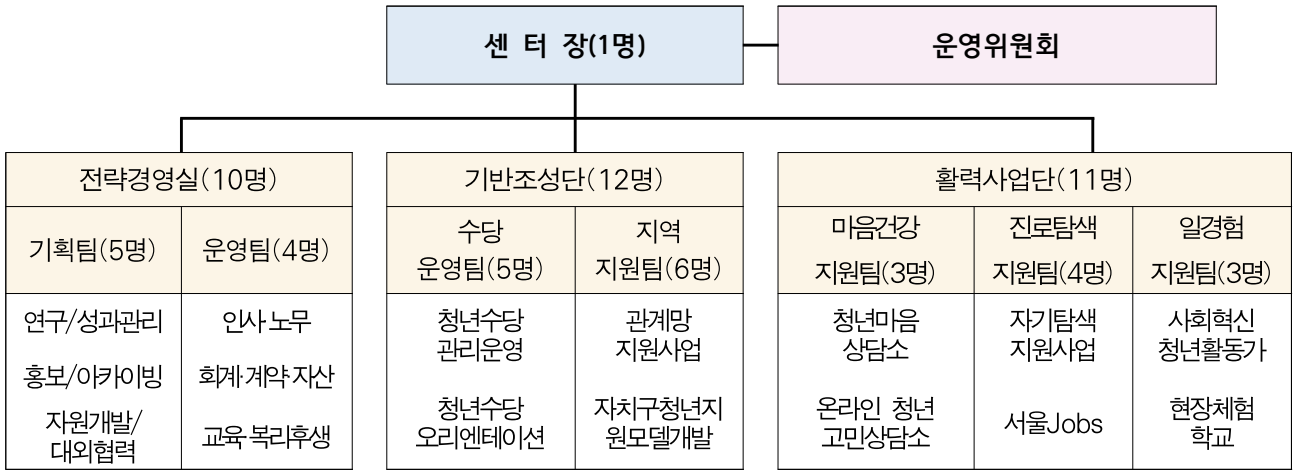 센 터 장(1명)
운영위원회
전략경영실(10명)
기획팀(5명)
운영팀(4명)
연구/성과관리
홍보/아카이빙
자원개발/
대외협력
인사·노무
회계·계약·자산
교육·복리후생
기반조성단(12명)
수당
운영팀(5명)
지역
지원팀(6명)
청년수당
관리운영
청년수당
오리엔테이션
관계망
지원사업
자치구청년지
원모델개발
활력사업단(11명)
마음건강
지원팀(3명)
진로탐색
지원팀(4명)
일경험
지원팀(3명)
청년마음
상담소
온라인 청년
고민상담소
자기탐색
지원사업
서울Jobs
사회혁신
청년활동가
현장체험
학교